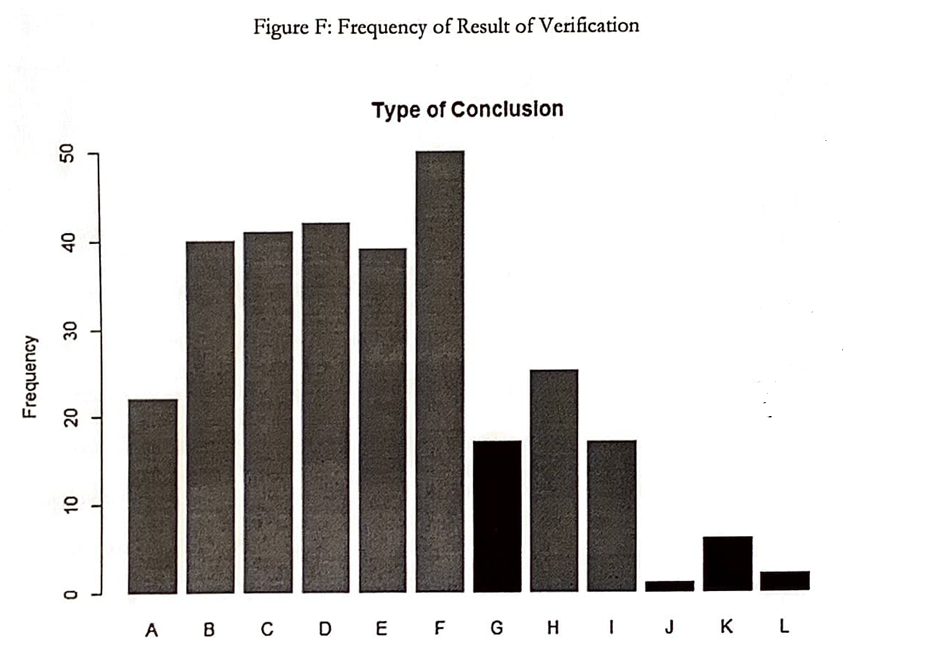 Figure F: Frequency of Result of Verification
Type of Conclusion
50
40
30
20
10
0
Frequency
A B C D E F G H I J K L